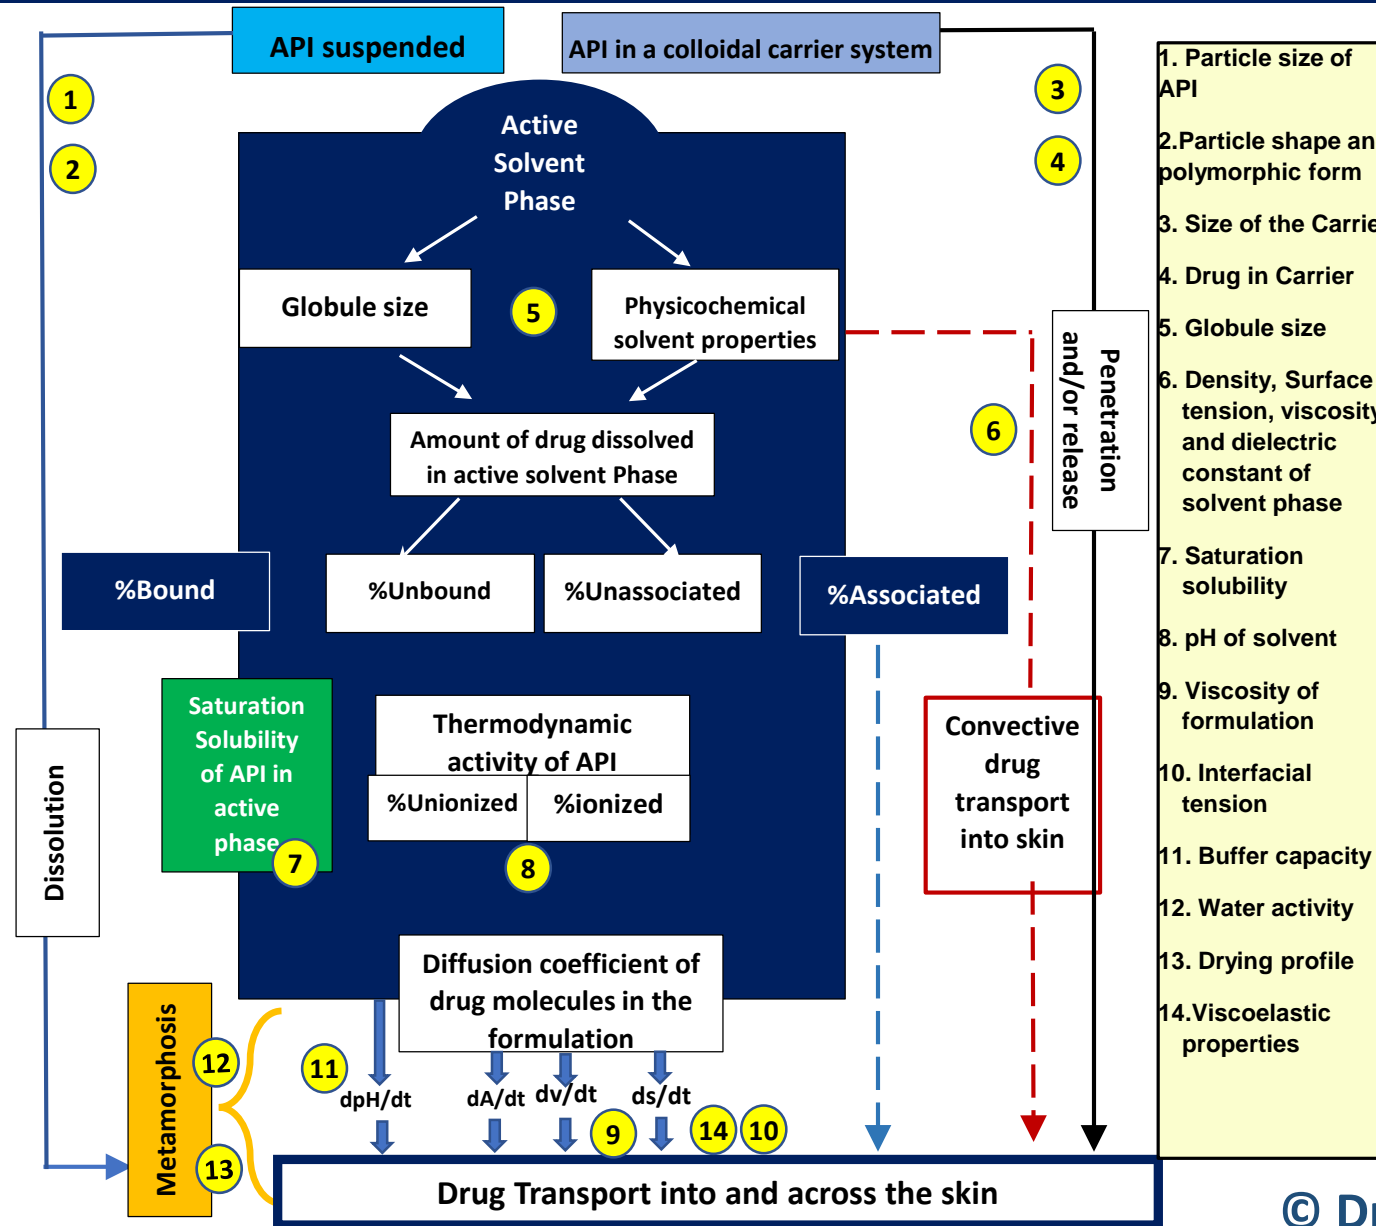 API suspended
API in a colloidal carrier system
1
2
3
4
Active
Solvent
Phase
Globule size
5
Physicochemical
solvent properties
6
Penetration
and/or release
Amount of drug dissolved
in active solvent Phase
%Bound
%Unbound
%Unassociated
%Associated
Saturation
Solubility
of API in
active
phase
7
Thermodynamic
activity of API
%Unionized
%ionized
8
Convective
drug
transport
into skin
Dissolution
Diffusion coefficient of
drug molecules in the
formulation
Metamorphosis
12
13
11
dpH/dt
dA/dt
dv/dt
ds/dt
9
14
10
Drug Transport into and across the skin
1. Particle size of
API
2.Particle shape an
polymorphic form
3. Size of the Carrie
4. Drug in Carrier
5. Globule size
6. Density, Surface
tension, viscosity
and dielectric
constant of
solvent phase
7. Saturation
solubility
8. pH of solvent
9. Viscosity of
formulation
10. Interfacial
tension
11. Buffer capacity
12. Water activity
13. Drying profile
14.Viscoelastic
properties
© D